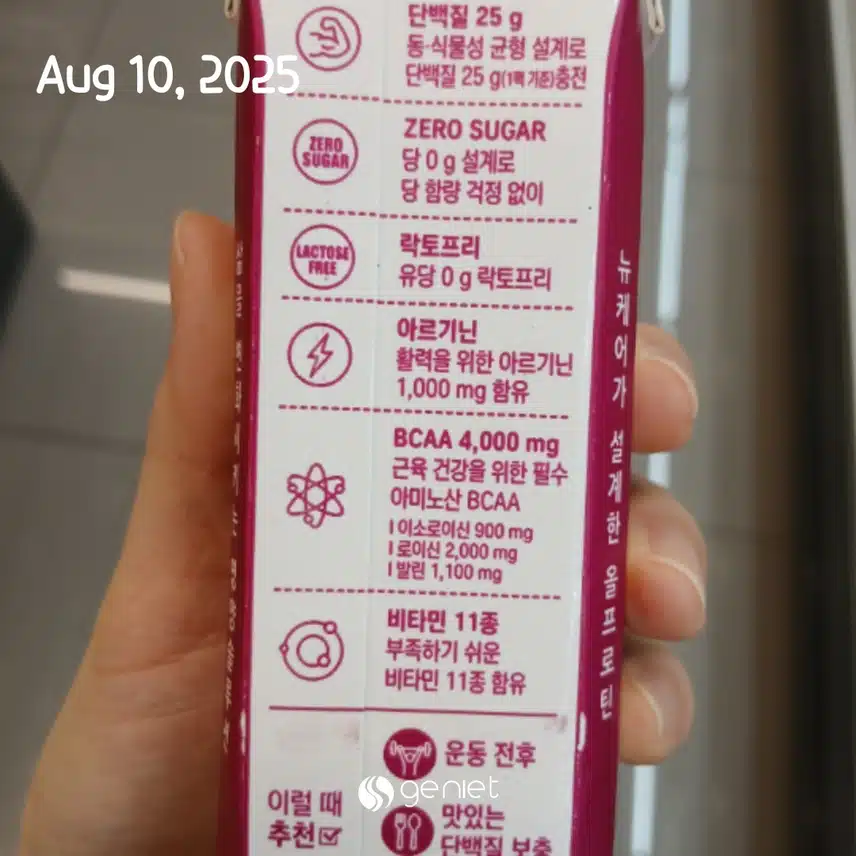 Aug 10, 2025
단백질 25 g
동·식물성 균형 설계로
단백질 25 g(1팩 기준)충전
ZERO SUGAR
ZERO SUGAR
당 0 g 설계로
당 함량 걱정 없이
LACTOSE FREE
락토프리
유당 0 g 락토프리
아르기닌
활력을 위한 아르기닌
1,000 mg 함유
BCAA 4,000 mg
근육 건강을 위한 필수
아미노산 BCAA
l 이소로이신 900 mg
l 로이신 2,000 mg
l 발린 1,100 mg
비타민 11종
부족하기 쉬운
비타민 11종 함유
이럴 때
추천
운동 전후
맛있는
단백질 보충
뉴케어가 설계한 올프로틴
geniet